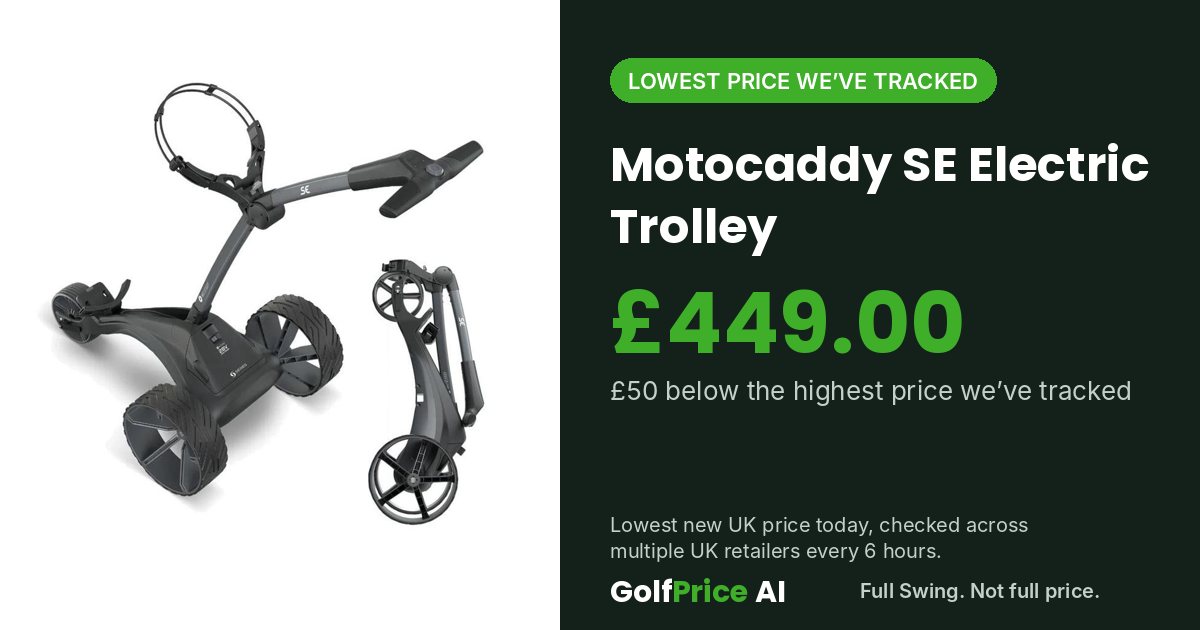 LOWEST PRICE WE’VE TRACKED
Motocaddy SE Electric
Trolley
£449.00
£50 below the highest price we’ve tracked
Lowest new UK price today, checked across
multiple UK retailers every 6 hours.
GolfPrice AI
Full Swing. Not full price.
SE
SE